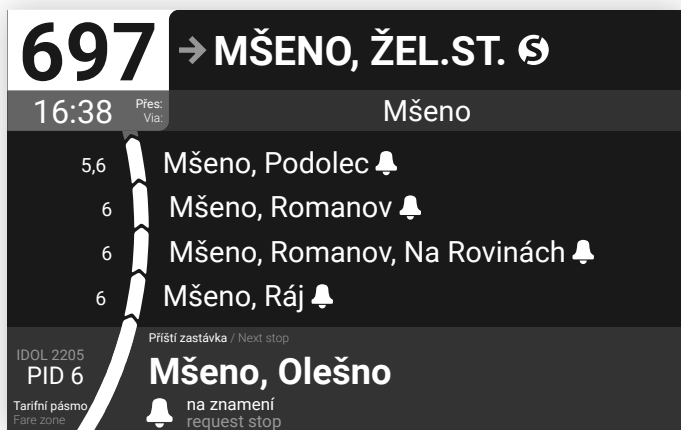 697 → MŠENO, ŽEL.ST. S
16:38 Přes: Mšeno
Via:
5,6 Mšeno, Podolec
6 Mšeno, Romanov
6 Mšeno, Romanov, Na Rovinách
6 Mšeno, Ráj
Příští zastávka / Next stop
IDOL 2205
PID 6 Mšeno, Olešno
Tarifní pásmo na znamení
Fare zone request stop